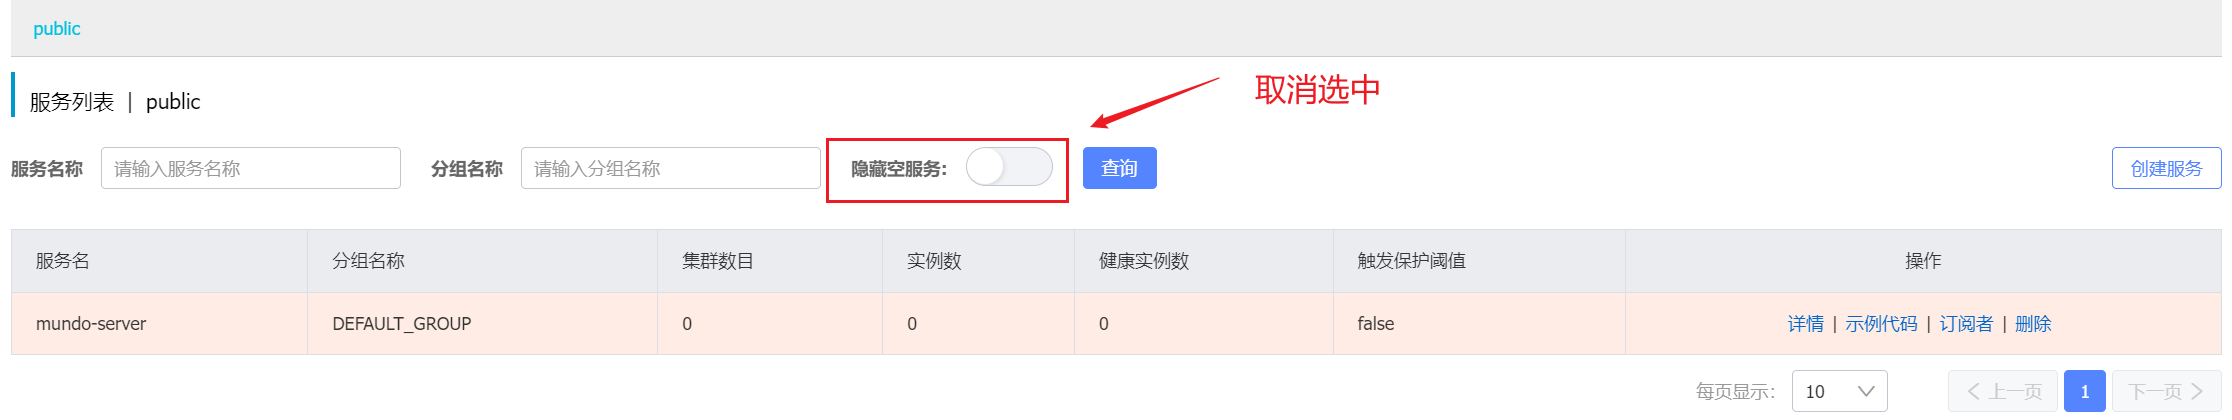 public
取消选中
服务列表 | public
服务名称 请输入服务名称 分组名称 请输入分组名称 隐藏空服务: 查询 创建服务
服务名 分组名称 集群数目 实例数 健康实例数 触发保护阈值 操作
mundo-server DEFAULT_GROUP 0 0 0 false 详情 | 示例代码 | 订阅者 | 删除
每页显示: 10 上一页 1 下一页